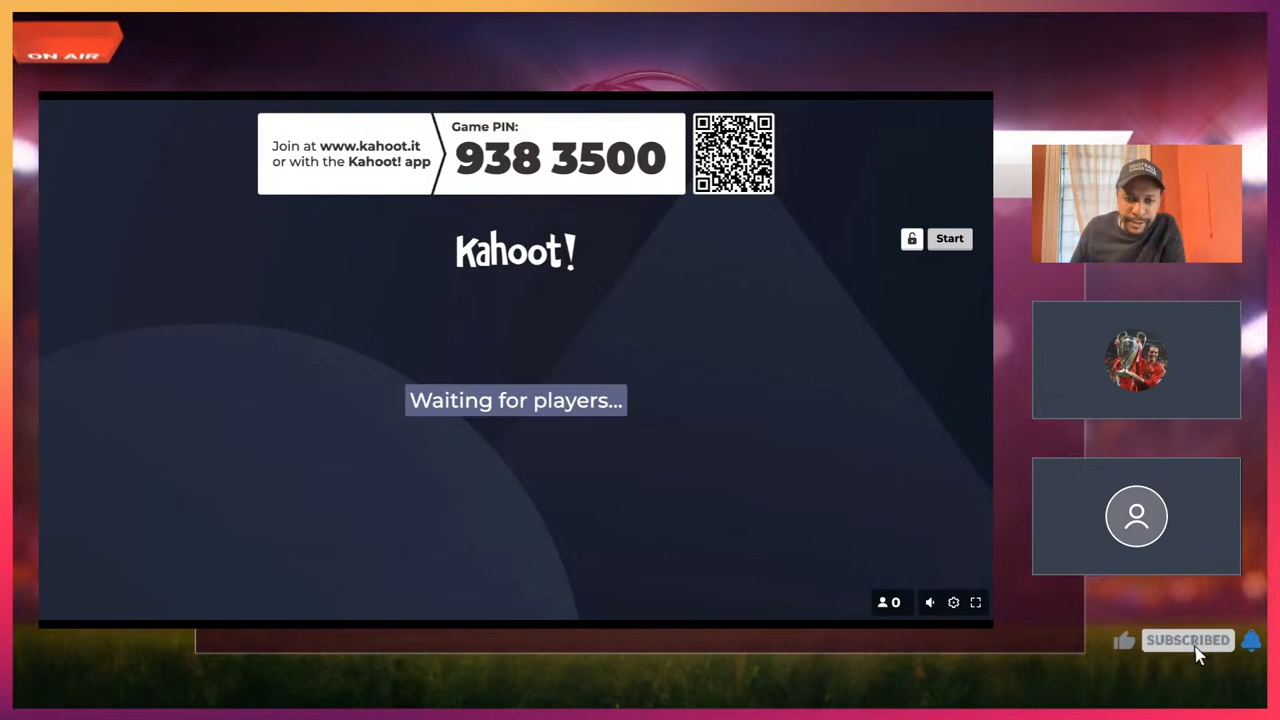 ON AIR
Join at www.kahoot.it
or with the Kahoot! app
Game PIN:
938 3500
Kahoot!
Start
Waiting for players...
0
FOOTBALL
SUBSCRIBED